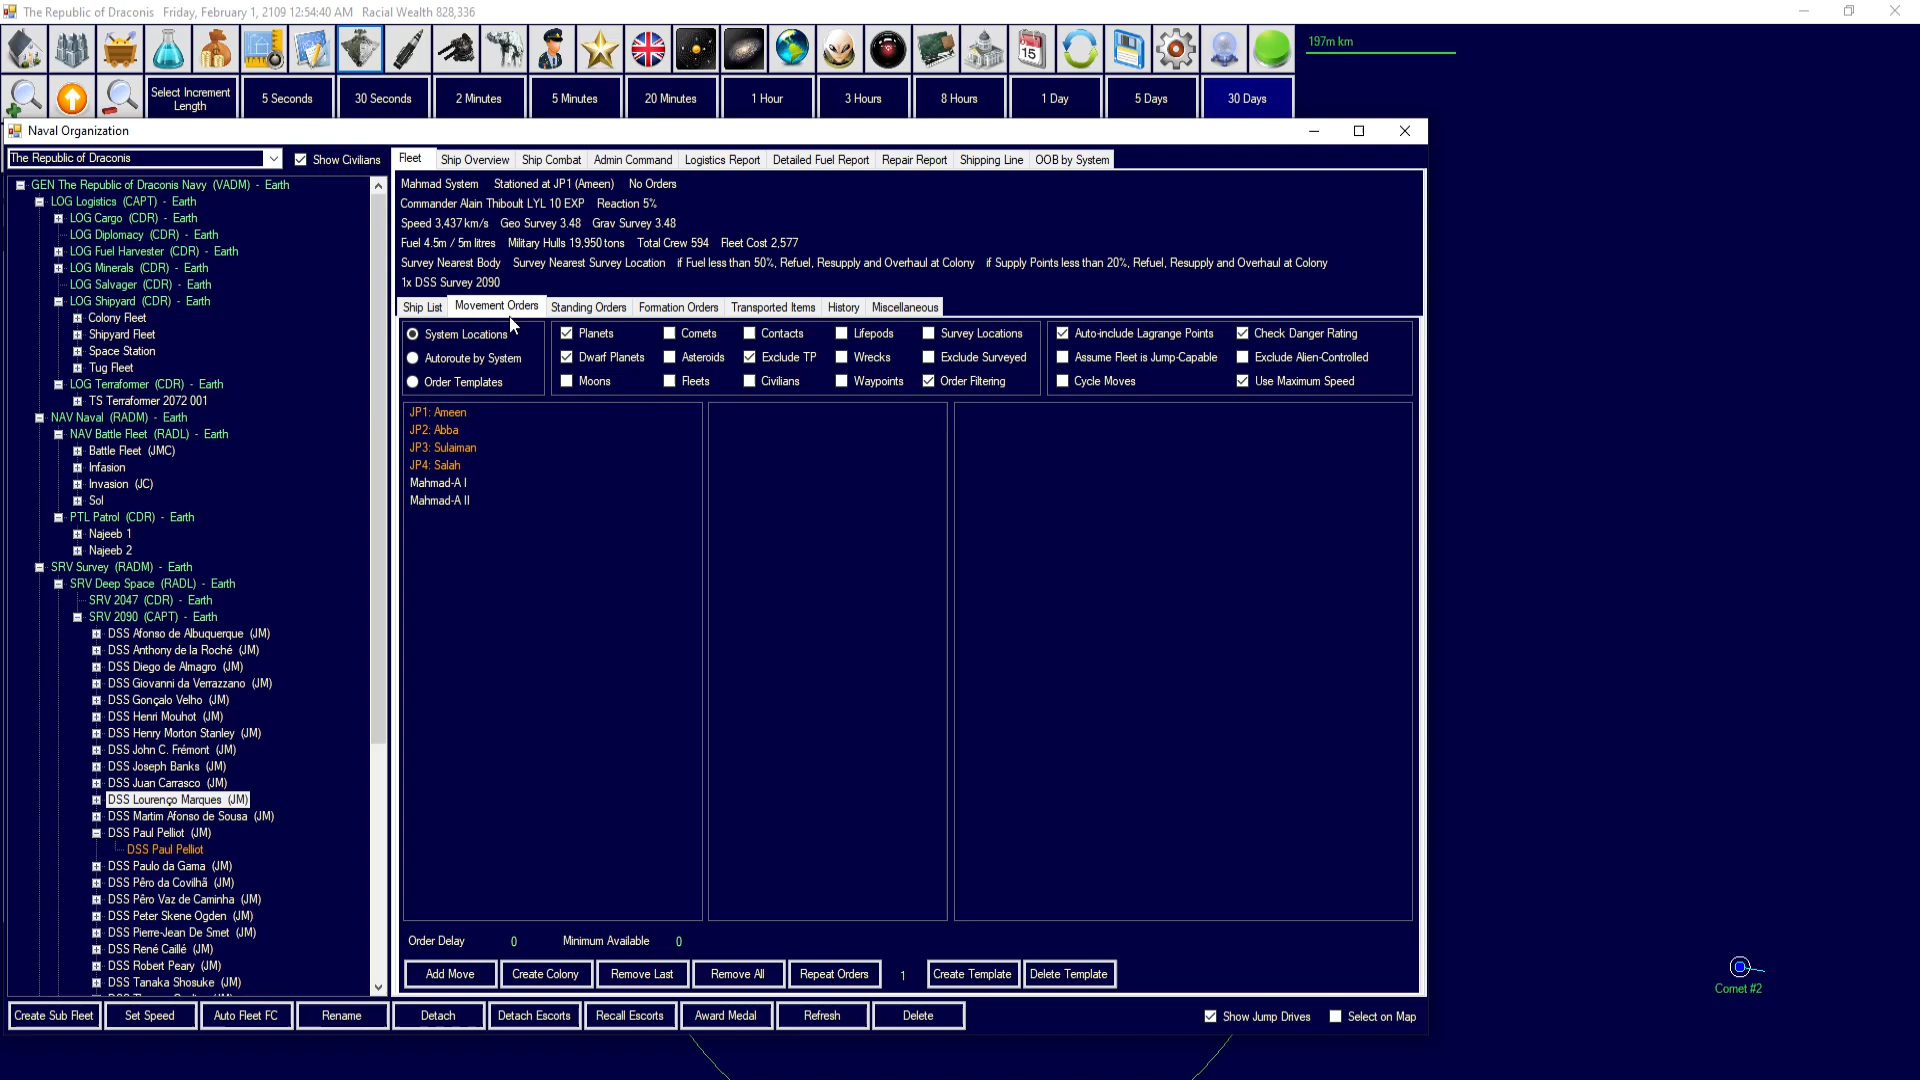 The Republic of Draconis   Friday, February 1, 2109 12:54:40 AM   Racial Wealth 828,336
197m km
Select Increment Length
5 Seconds
30 Seconds
2 Minutes
5 Minutes
20 Minutes
1 Hour
3 Hours
8 Hours
1 Day
5 Days
30 Days
Naval Organization
The Republic of Draconis
Show Civilians
Fleet
Ship Overview
Ship Combat
Admin Command
Logistics Report
Detailed Fuel Report
Repair Report
Shipping Line
OOB by System
GEN The Republic of Draconis Navy (VADM) - Earth
LOG Logistics (CAPT) - Earth
LOG Cargo (CDR) - Earth
LOG Diplomacy (CDR) - Earth
LOG Fuel Harvester (CDR) - Earth
LOG Minerals (CDR) - Earth
LOG Salvager (CDR) - Earth
LOG Shipyard (CDR) - Earth
Colony Fleet
Shipyard Fleet
Space Station
Tug Fleet
LOG Terraformer (CDR) - Earth
TS Terraformer 2072 001
NAV Naval (RADM) - Earth
NAV Battle Fleet (RADL) - Earth
Battle Fleet (JMC)
Infasion
Invasion (JC)
Sol
PTL Patrol (CDR) - Earth
Najeeb 1
Najeeb 2
SRV Survey (RADM) - Earth
SRV Deep Space (RADL) - Earth
SRV 2047 (CDR) - Earth
SRV 2090 (CAPT) - Earth
DSS Afonso de Albuquerque (JM)
DSS Anthony de la Roché (JM)
DSS Diego de Almagro (JM)
DSS Giovanni da Verrazzano (JM)
DSS Gonçalo Velho (JM)
DSS Henri Mouhot (JM)
DSS Henry Morton Stanley (JM)
DSS John C. Frémont (JM)
DSS Joseph Banks (JM)
DSS Juan Carrasco (JM)
DSS Lourenço Marques (JM)
DSS Martim Afonso de Sousa (JM)
DSS Paul Pelliot (JM)
DSS Paul Pelliot
DSS Paulo da Gama (JM)
DSS Pêro da Covilhã (JM)
DSS Pêro Vaz de Caminha (JM)
DSS Peter Skene Ogden (JM)
DSS Pierre-Jean De Smet (JM)
DSS René Caillé (JM)
DSS Robert Peary (JM)
DSS Tanaka Shosuke (JM)
Mahmad System   Stationed at JP1 (Ameen)   No Orders
Commander Alain Thiboult LYL 10 EXP   Reaction 5%
Speed 3,437 km/s   Geo Survey 3.48   Grav Survey 3.48
Fuel 4.5m / 5m litres   Military Hulls 19,950 tons   Total Crew 594   Fleet Cost 2,577
Survey Nearest Body   Survey Nearest Survey Location   if Fuel less than 50%, Refuel, Resupply and Overhaul at Colony   if Supply Points less than 20%, Refuel, Resupply and Overhaul at Colony
1x DSS Survey 2090
Ship List
Movement Orders
Standing Orders
Formation Orders
Transported Items
History
Miscellaneous
System Locations
Autoroute by System
Order Templates
Planets
Comets
Contacts
Lifepods
Survey Locations
Dwarf Planets
Asteroids
Exclude TP
Wrecks
Exclude Surveyed
Moons
Fleets
Civilians
Waypoints
Order Filtering
Auto-include Lagrange Points
Check Danger Rating
Assume Fleet is Jump-Capable
Exclude Alien-Controlled
Cycle Moves
Use Maximum Speed
JP1: Ameen
JP2: Abba
JP3: Sulaiman
JP4: Salah
Mahmad-A I
Mahmad-A II
Order Delay   0   Minimum Available   0
Add Move
Create Colony
Remove Last
Remove All
Repeat Orders
1
Create Template
Delete Template
Create Sub Fleet
Set Speed
Auto Fleet FC
Rename
Detach
Detach Escorts
Recall Escorts
Award Medal
Refresh
Delete
Show Jump Drives
Select on Map
Comet #2
15